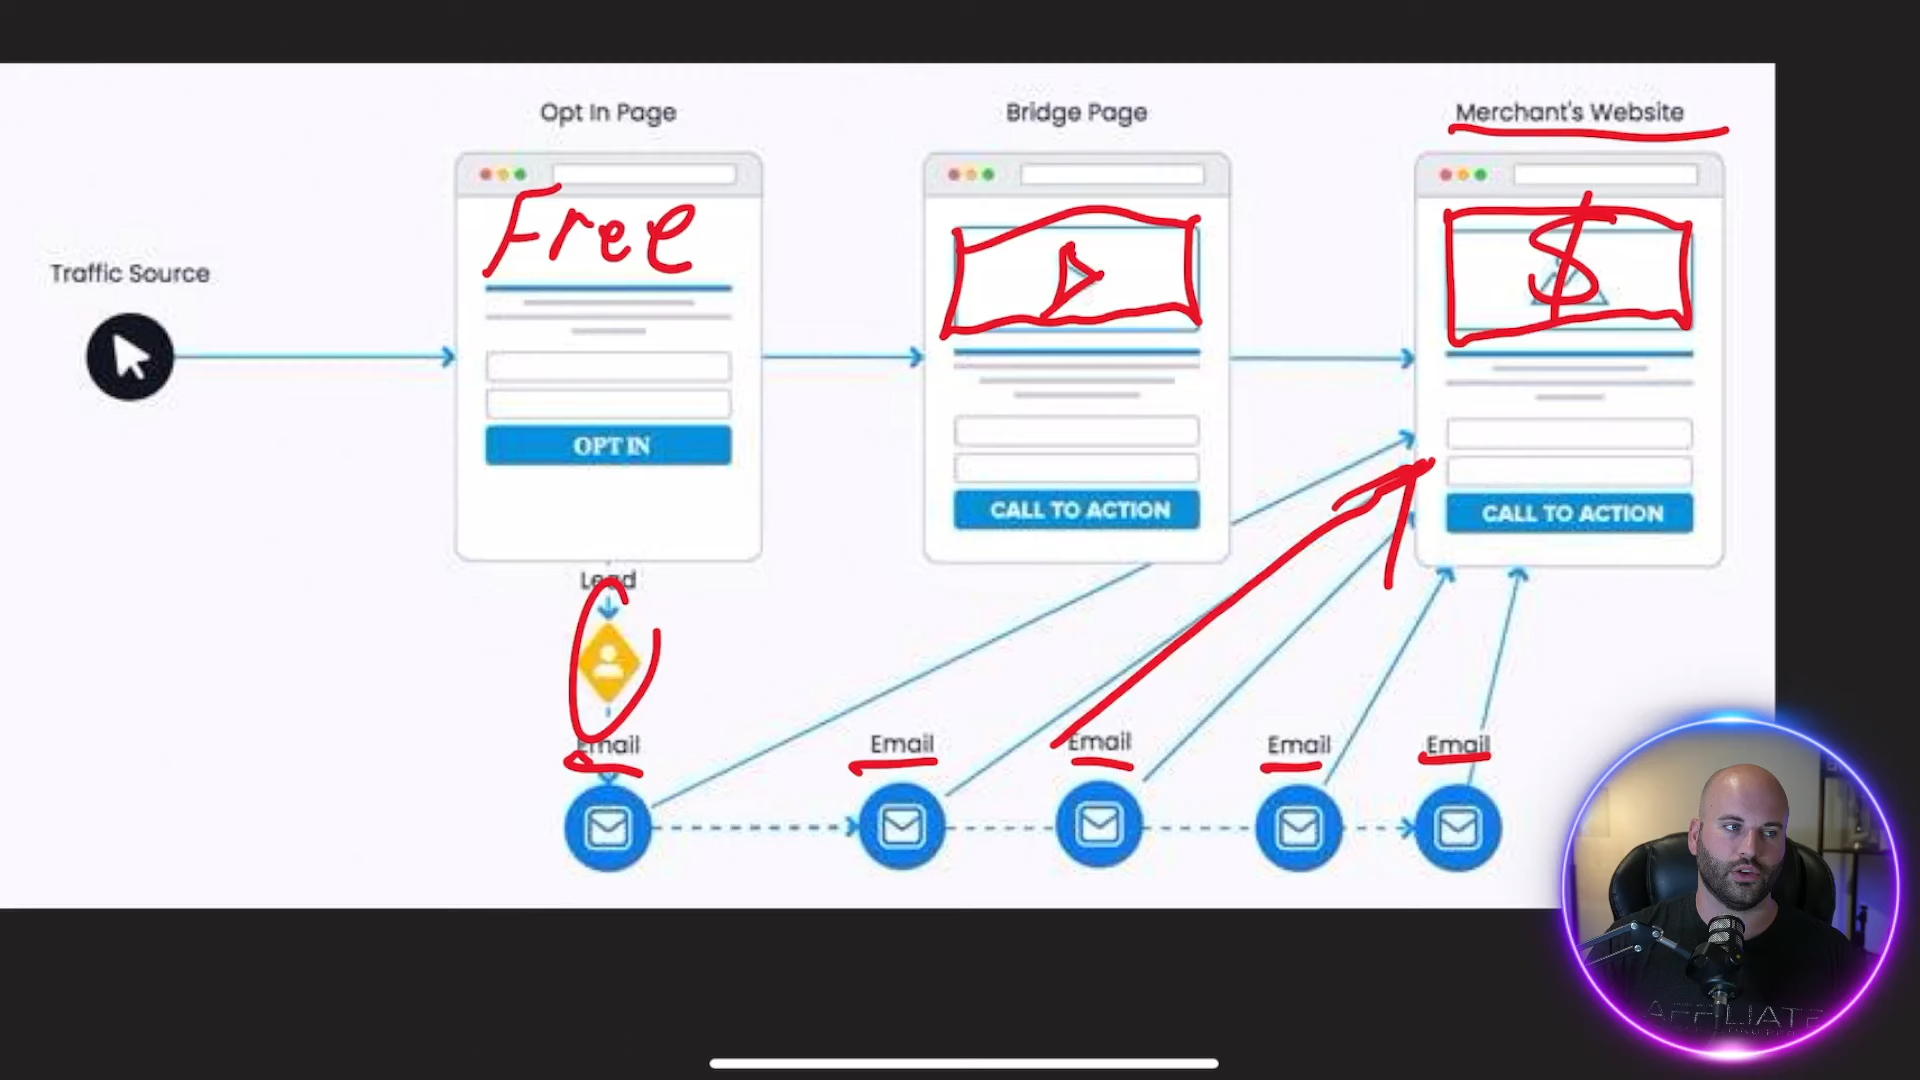 Opt In Page
Bridge Page
Merchant's Website
Free
$
Traffic Source
OPT IN
CALL TO ACTION
CALL TO ACTION
Lead
Email
Email
Email
Email
Email
AFFILIATE